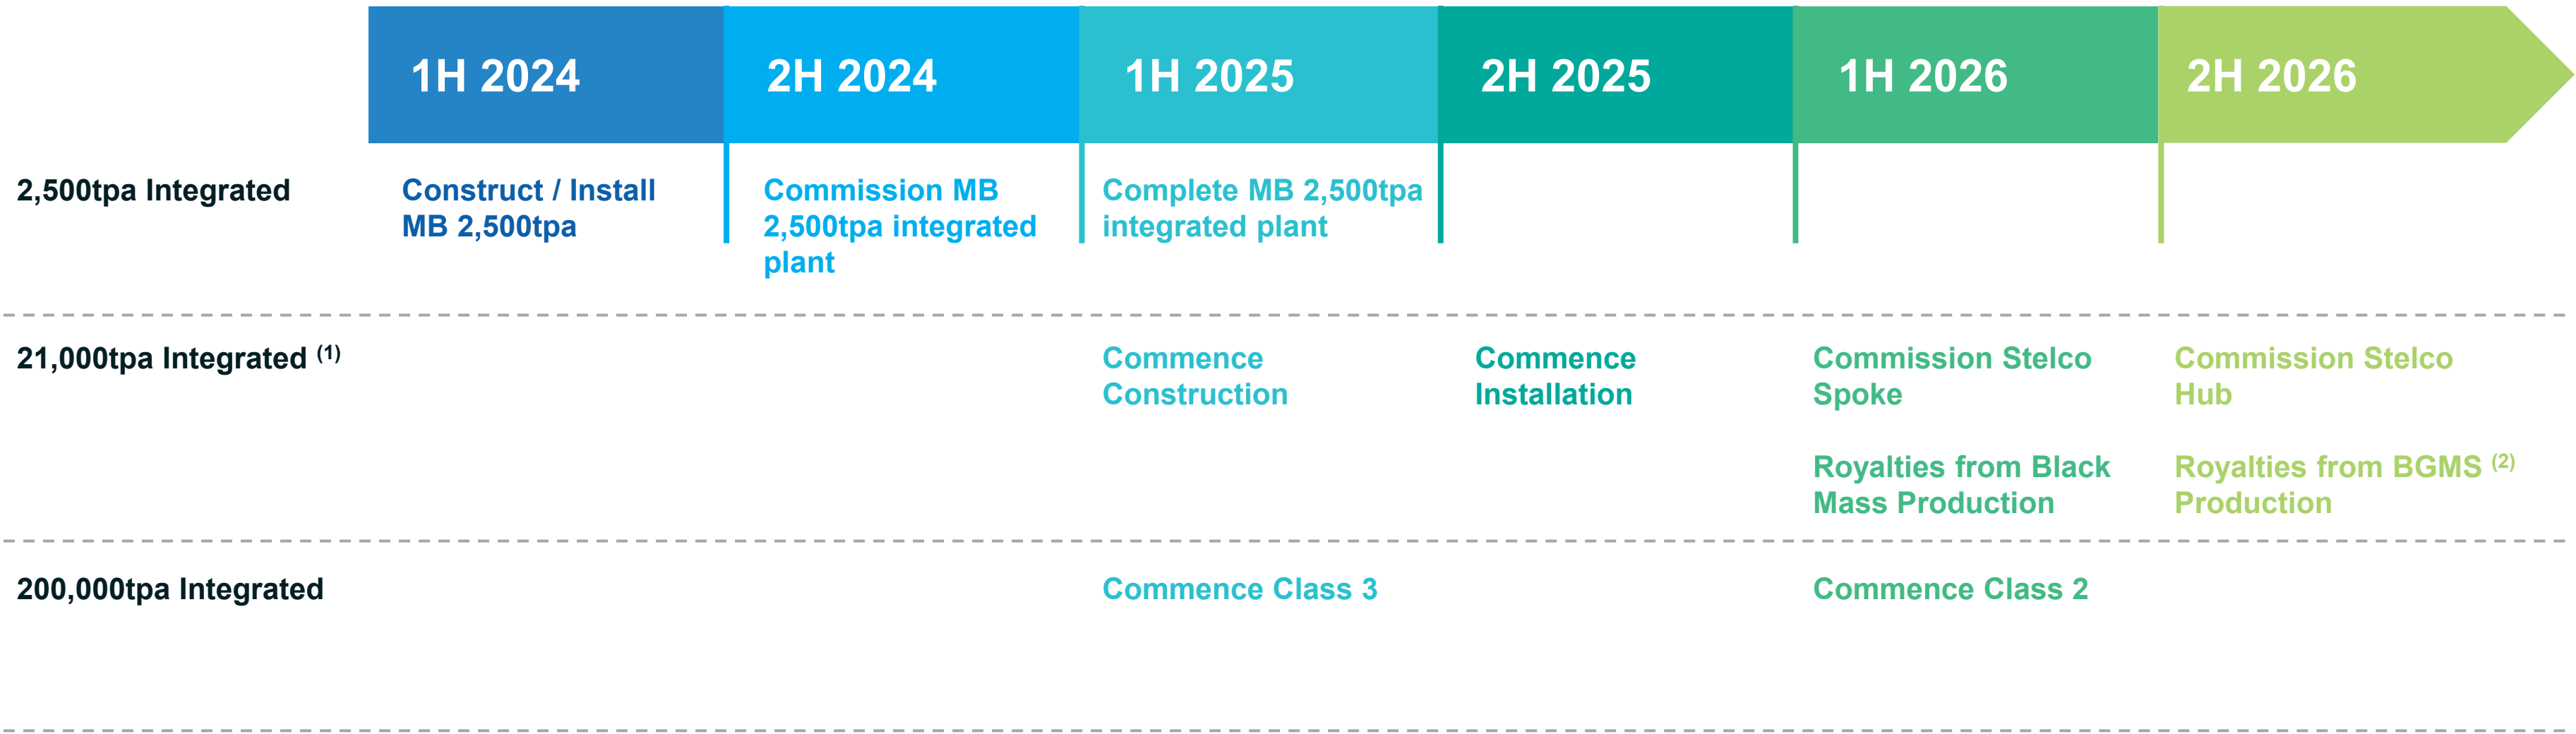 1H 2024
2H 2024
1H 2025
2H 2025
1H 2026
2H 2026
2,500tpa Integrated
Construct / Install
MB 2,500tpa
Commission MB
2,500tpa integrated
plant
Complete MB 2,500tpa
integrated plant
21,000tpa Integrated (1)
Commence
Construction
Commence
Installation
Commission Stelco
Spoke
Royalties from Black
Mass Production
Commission Stelco
Hub
Royalties from BGMS (2)
Production
200,000tpa Integrated
Commence Class 3
Commence Class 2